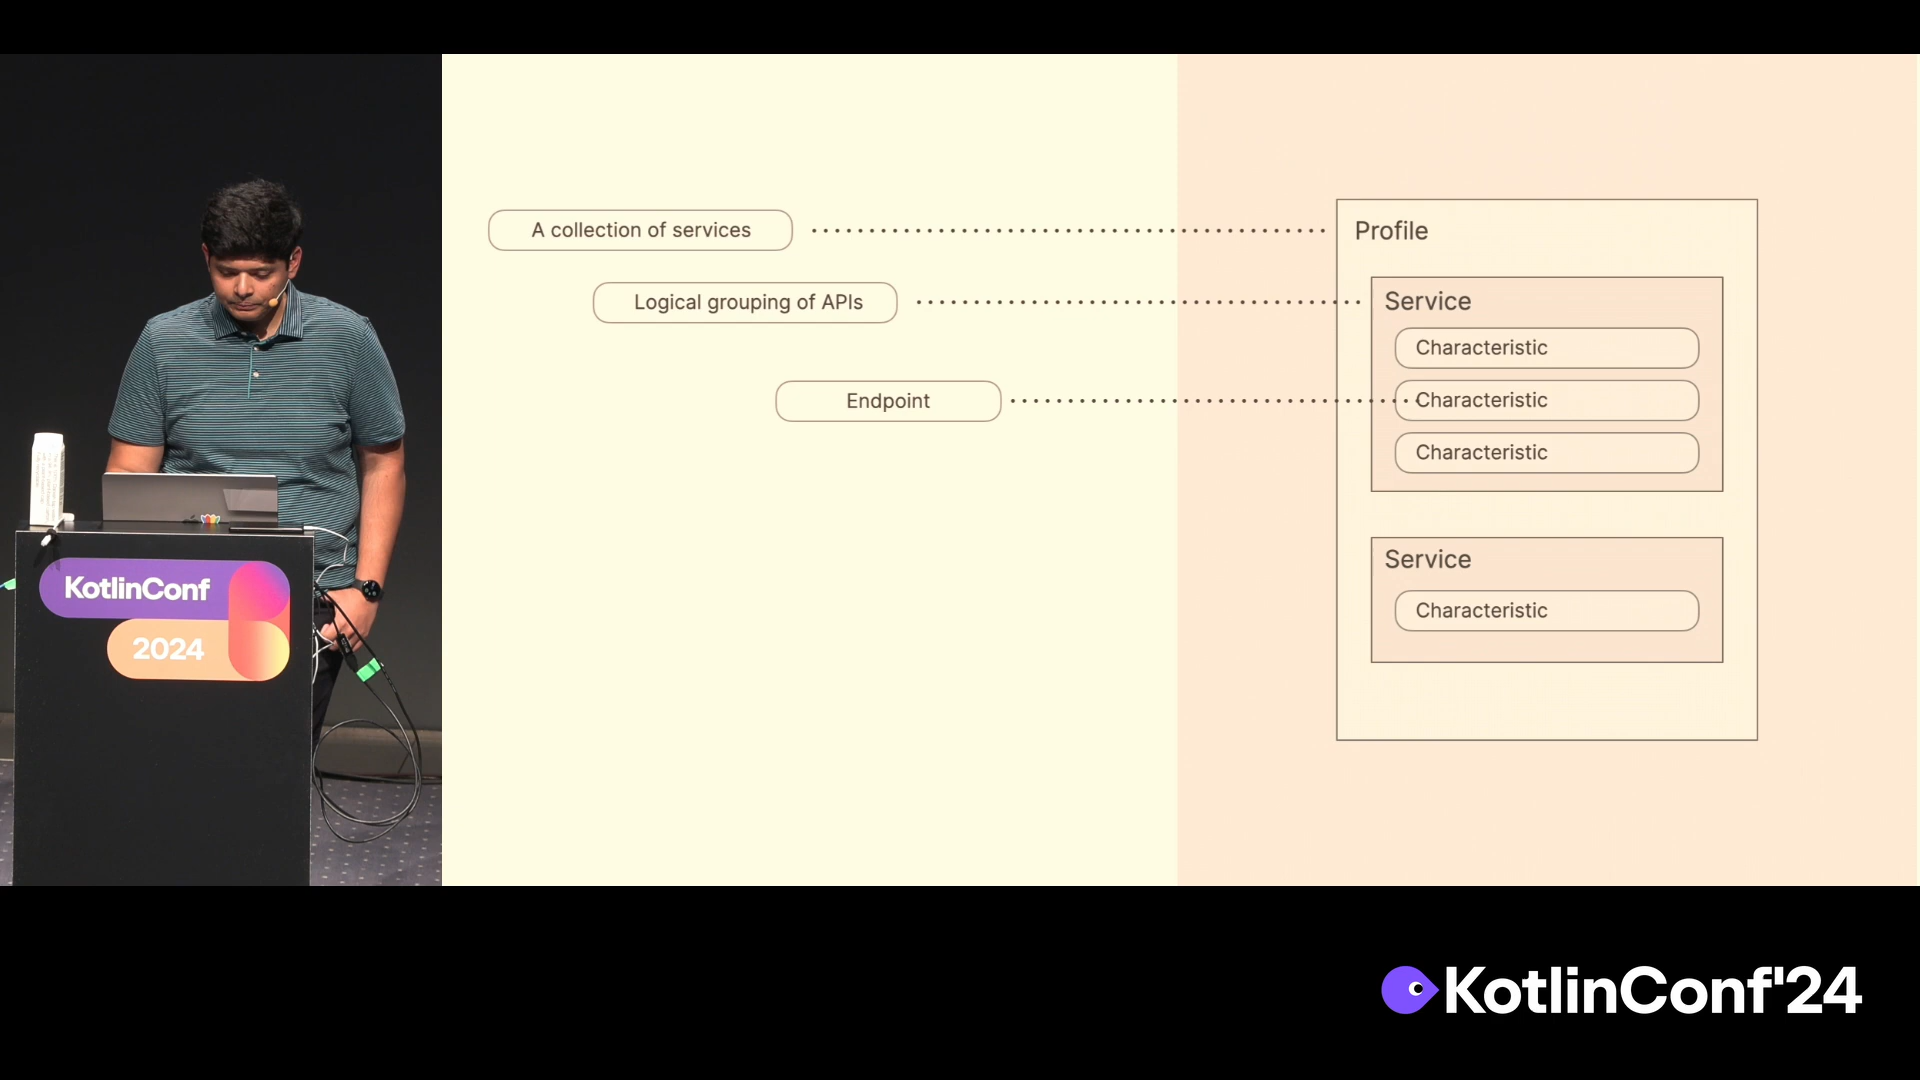 A collection of services
Profile
Logical grouping of APIs
Service
Characteristic
Endpoint
Characteristic
Characteristic
Service
Characteristic
KotlinConf
2024
KotlinConf'24